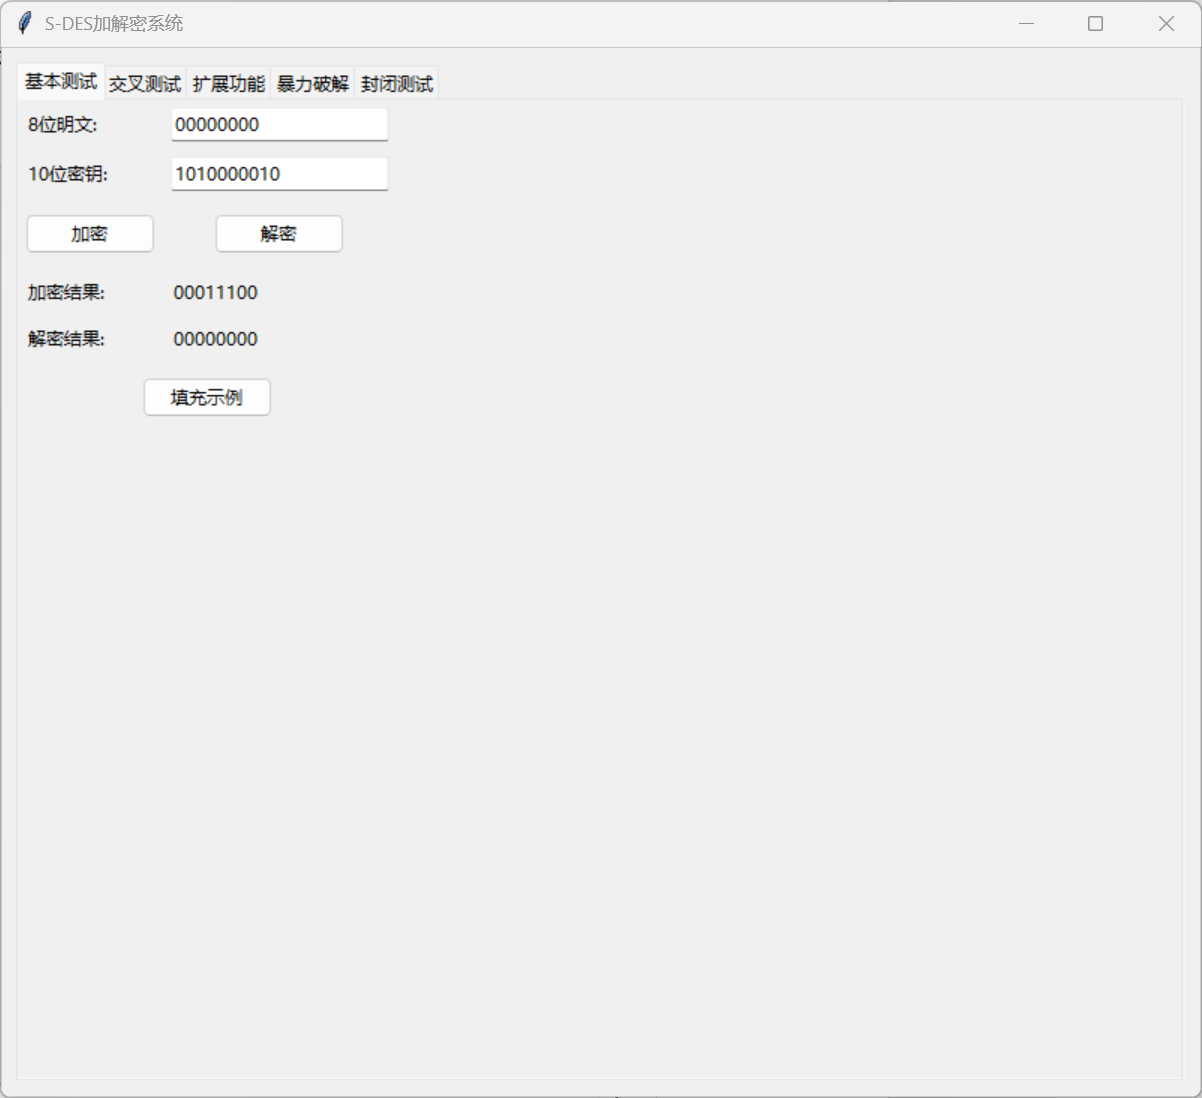 S-DES加解密系统
基本测试 交叉测试 扩展功能 暴力破解 封闭测试
8位明文: 00000000
10位密钥: 1010000010
加密 解密
加密结果: 00011100
解密结果: 00000000
填充示例